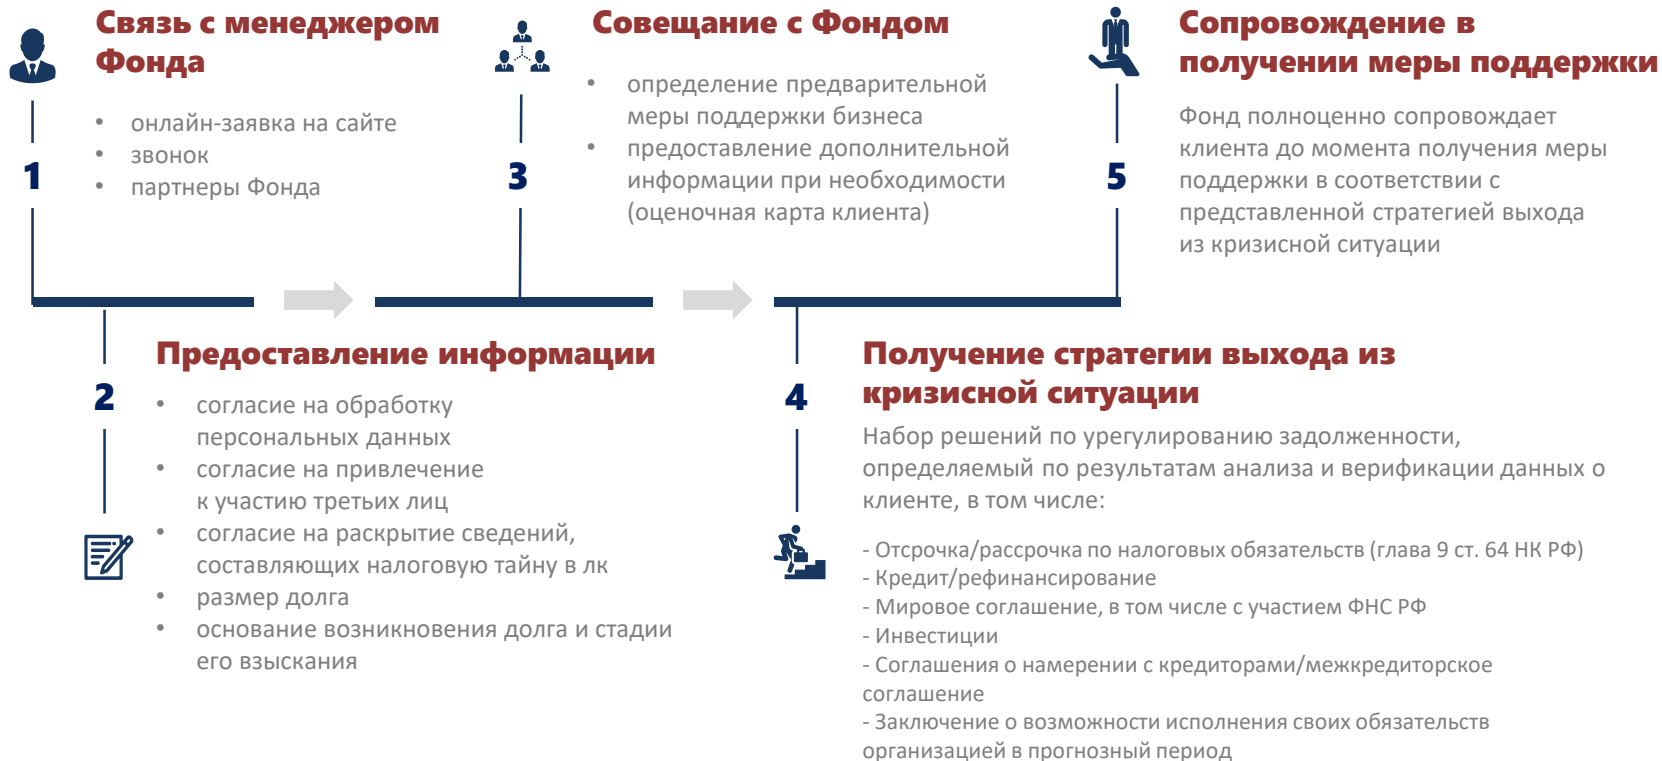 Связь с менеджером
Фонда
• онлайн-заявка на сайте
• звонок
• партнеры Фонда
1
Предоставление информации
2
• согласие на обработку
персональных данных
• согласие на привлечение
к участию третьих лиц
• согласие на раскрытие сведений,
составляющих налоговую тайну в лк
• размер долга
• основание возникновения долга и стадии
его взыскания
Совещание с Фондом
• определение предварительной
меры поддержки бизнеса
• предоставление дополнительной
информации при необходимости
(оценочная карта клиента)
3
Получение стратегии выхода из
кризисной ситуации
4
Набор решений по урегулированию задолженности,
определяемый по результатам анализа и верификации данных о
клиенте, в том числе:
- Отсрочка/рассрочка по налоговых обязательств (глава 9 ст. 64 НК РФ)
- Кредит/рефинансирование
- Мировое соглашение, в том числе с участием ФНС РФ
- Инвестиции
- Соглашения о намерении с кредиторами/межкредиторское
соглашение
- Заключение о возможности исполнения своих обязательств
организацией в прогнозный период
Сопровождение в
получении меры поддержки
Фонд полноценно сопровождает
клиента до момента получения меры
поддержки в соответствии с
представленной стратегией выхода
из кризисной ситуации
5